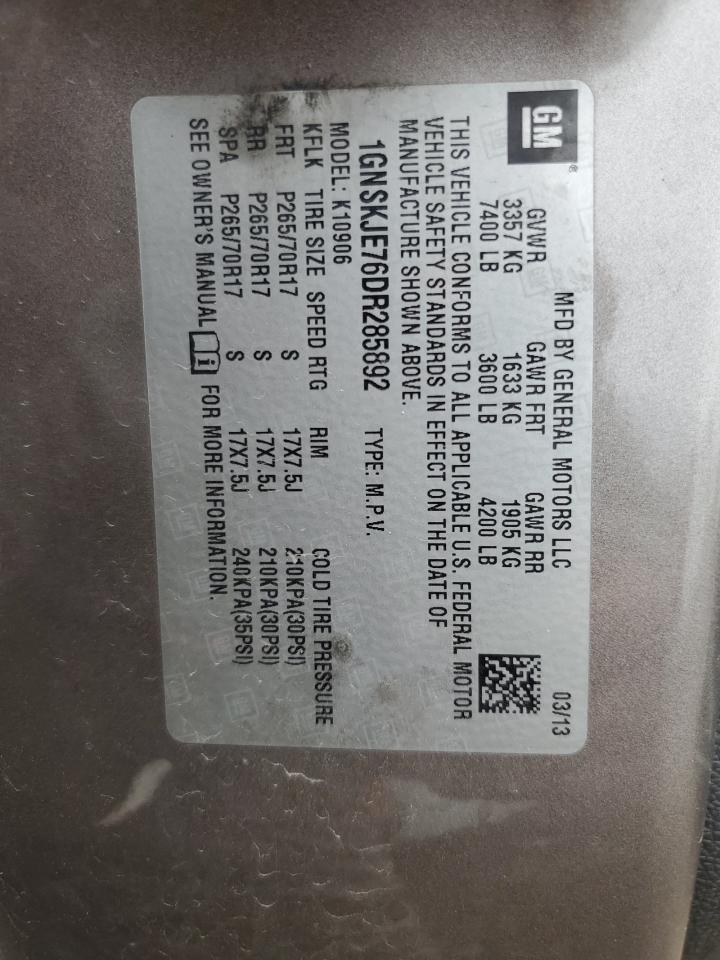 GM
®
MFD BY GENERAL MOTORS LLC 03/13
GVWR GAWR FRT GAWR RR
3357 KG 1633 KG 1905 KG
7400 LB 3600 LB 4200 LB
THIS VEHICLE CONFORMS TO ALL APPLICABLE U.S. FEDERAL MOTOR
VEHICLE SAFETY STANDARDS IN EFFECT ON THE DATE OF
MANUFACTURE SHOWN ABOVE.
1GNSKJE76DR285892 TYPE: M.P.V.
MODEL: K10906
KFLK TIRE SIZE SPEED RTG RIM COLD TIRE PRESSURE
FRT P265/70R17 S 17X7.5J 210KPA(30PSI)
RR P265/70R17 S 17X7.5J 210KPA(30PSI)
SPA P265/70R17 S 17X7.5J 240KPA(35PSI)
SEE OWNER'S MANUAL i FOR MORE INFORMATION.